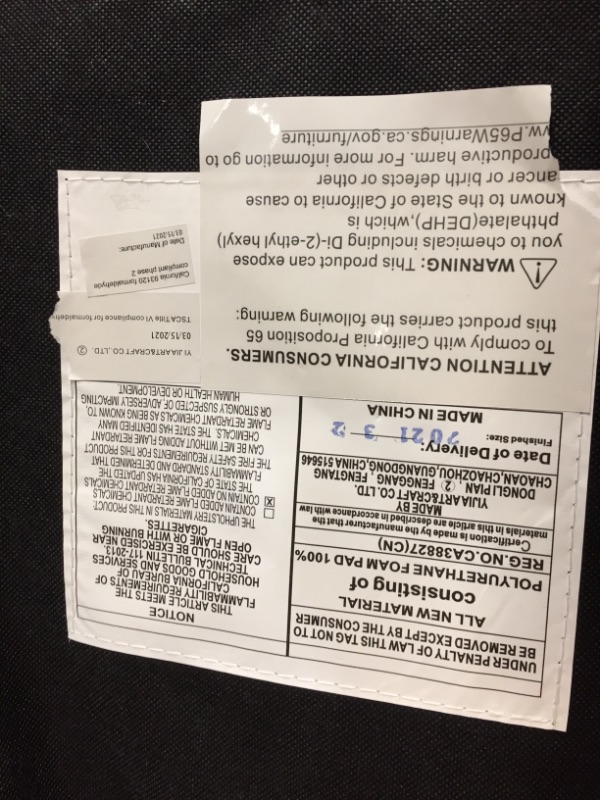 UNDER PENALTY OF LAW THIS TAG NOT TO
BE REMOVED EXCEPT BY THE CONSUMER
ALL NEW MATERIAL
consisting of
POLYURETHANE FOAM PAD 100%
REG.NO.CA38827(CN)
Certification is made by the manufacturer that the
materials in this article are described in accordance with law
MADE BY
YIJIAART&CRAFT CO.,LTD.
DONGLI PIAN , ② FENGGANG , FENGTANG
CHAOAN,CHAOZHOU,GUANGDONG,CHINA 515646
Date of Delivery:
Finished Size:
2021 3 2
MADE IN CHINA
NOTICE
THIS ARTICLE MEETS THE
FLAMMABILITY REQUIREMENTS OF
CALIFORNIA BUREAU OF
HOUSEHOLD GOODS AND SERVICES
TECHNICAL BULLETIN 117-2013.
CARE SHOULD BE EXERCISED NEAR
OPEN FLAME OR WITH BURNING
CIGARETTES.
THE UPHOLSTERY MATERIALS IN THIS PRODUCT:
☐ CONTAIN ADDED FLAME RETARDANT CHEMICALS
☒ CONTAIN NO ADDED FLAME RETARDANT CHEMICALS
THE STATE OF CALIFORNIA HAS UPDATED THE
FLAMMABILITY STANDARD AND DETERMINED THAT
THE FIRE SAFETY REQUIREMENTS FOR THIS PRODUCT
CAN BE MET WITHOUT ADDING FLAME RETARDANT
CHEMICALS. THE STATE HAS IDENTIFIED MANY
FLAME RETARDANT CHEMICALS AS BEING KNOWN TO,
OR STRONGLY SUSPECTED OF, ADVERSELY IMPACTING
HUMAN HEALTH OR DEVELOPMENT.
ATTENTION CALIFORNIA CONSUMERS.
To comply with California Proposition 65
this product carries the following warning:
WARNING: This product can expose
you to chemicals including Di-(2-ethyl hexyl)
phthalate(DEHP),which is
known to the State of California to cause
ancer or birth defects or other
productive harm. For more information go to
w.P65Warnings.ca.gov/furniture
YIJIAART&CRAFT CO.,LTD. ②
03/15.2021
TSCA Title VI compliance for formaldehy
California 93120 formaldehyde
compliant phase 2
Date of Manufacture:
01/15.2021